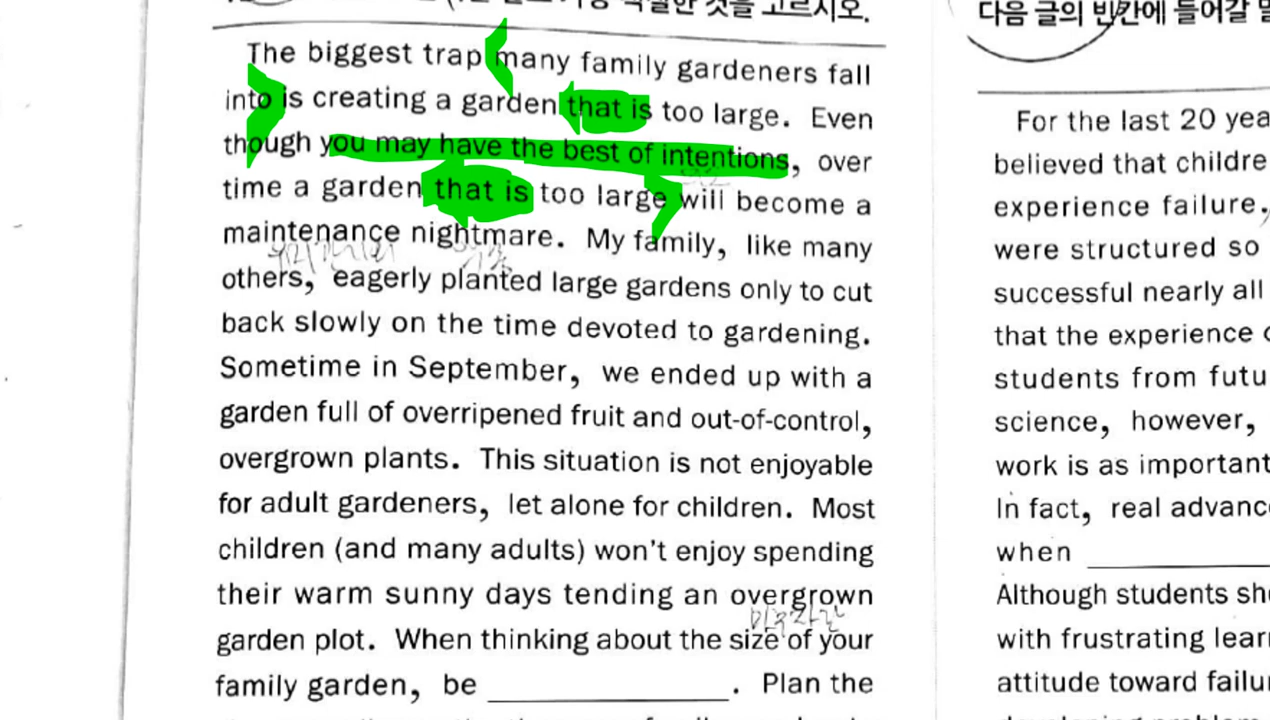 것을 고르시오.
The biggest trap many family gardeners fall
into is creating a garden that is too large. Even
though you may have the best of intentions, over
time a garden that is too large will become a
maintenance nightmare. My family, like many
others, eagerly planted large gardens only to cut
back slowly on the time devoted to gardening.
Sometime in September, we ended up with a
garden full of overripened fruit and out-of-control,
overgrown plants. This situation is not enjoyable
for adult gardeners, let alone for children. Most
children (and many adults) won't enjoy spending
their warm sunny days tending an overgrown
garden plot. When thinking about the size of your
family garden, be ____________. Plan the
다음 글의 빈칸에 들어갈
For the last 20 yea
believed that childre
experience failure,
were structured so
successful nearly all
that the experience
students from futu
science, however,
work is as important
In fact, real advanc
when ____________
Although students sh
with frustrating lear
attitude toward failu